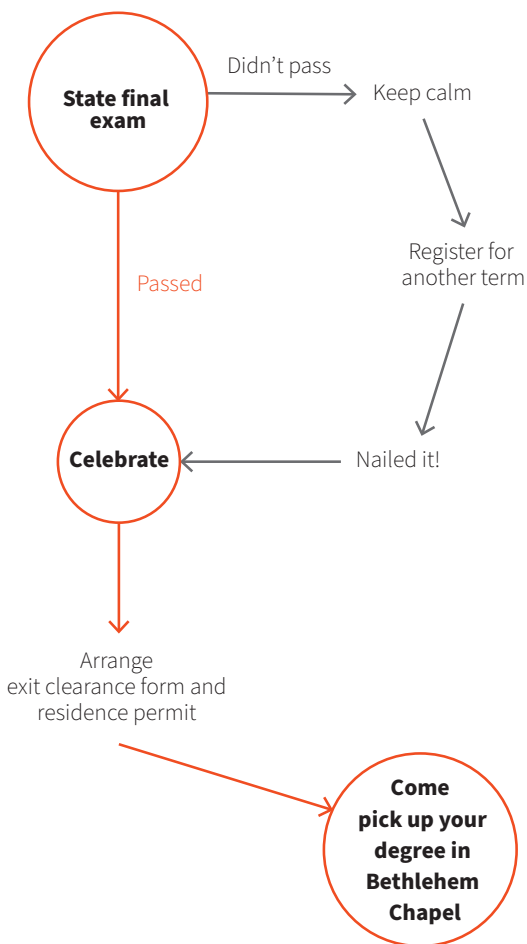 State final
exam
Didn’t pass
Keep calm
Register for
another term
Passed
Celebrate
Nailed it!
Arrange
exit clearance form and
residence permit
Come
pick up your
degree in
Bethlehem
Chapel